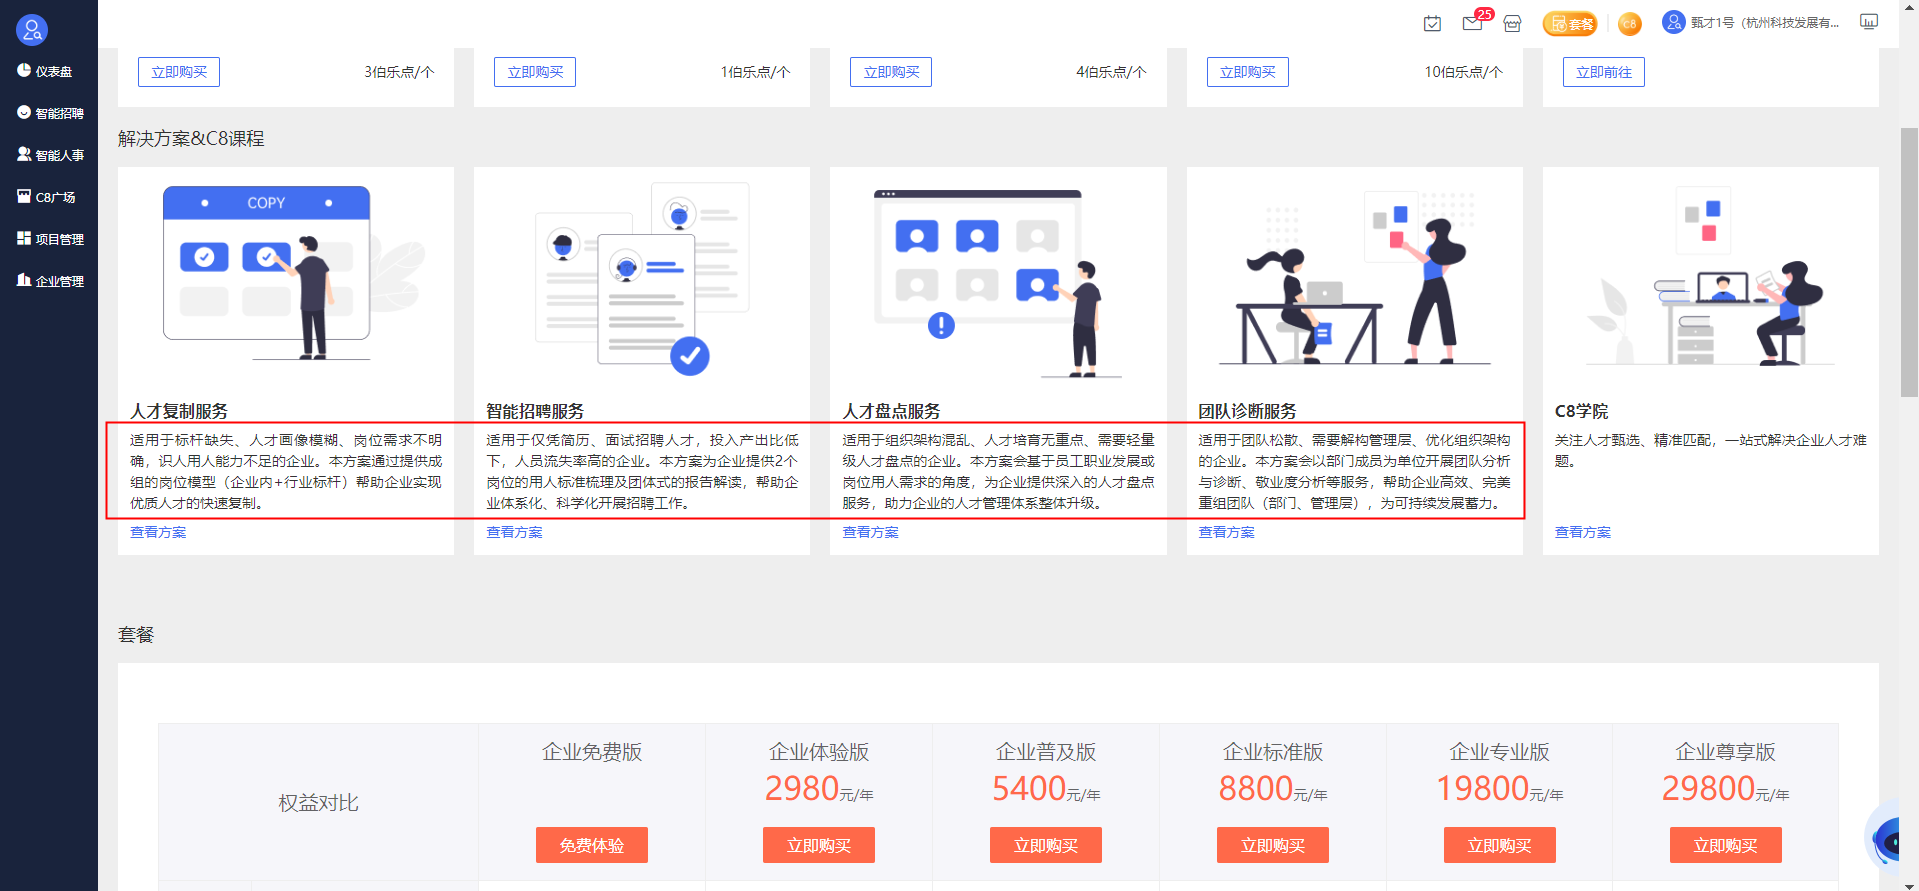 25
套餐
C8
甄才1号（杭州科技发展有...
仪表盘
智能招聘
智能人事
C8广场
项目管理
企业管理
立即购买
3伯乐点/个
立即购买
1伯乐点/个
立即购买
4伯乐点/个
立即购买
10伯乐点/个
立即前往
解决方案&C8课程
COPY
人才复制服务
适用于标杆缺失、人才画像模糊、岗位需求不明
确，识人用人能力不足的企业。本方案通过提供成
组的岗位模型（企业内+行业标杆）帮助企业实现
优质人才的快速复制。
查看方案
智能招聘服务
适用于仅凭简历、面试招聘人才，投入产出比低
下，人员流失率高的企业。本方案为企业提供2个
岗位的用人标准梳理及团体式的报告解读，帮助企
业体系化、科学化开展招聘工作。
查看方案
人才盘点服务
适用于组织架构混乱、人才培育无重点、需要轻量
级人才盘点的企业。本方案会基于员工职业发展或
岗位用人需求的角度，为企业提供深入的人才盘点
服务，助力企业的人才管理体系整体升级。
查看方案
团队诊断服务
适用于团队松散、需要解构管理层、优化组织架构
的企业。本方案会以部门成员为单位开展团队分析
与诊断、敬业度分析等服务，帮助企业高效、完美
重组团队（部门、管理层），为可持续发展蓄力。
查看方案
C8学院
关注人才甄选、精准匹配，一站式解决企业人才难
题。
查看方案
套餐
权益对比
企业免费版
免费体验
企业体验版
2980元/年
立即购买
企业普及版
5400元/年
立即购买
企业标准版
8800元/年
立即购买
企业专业版
19800元/年
立即购买
企业尊享版
29800元/年
立即购买